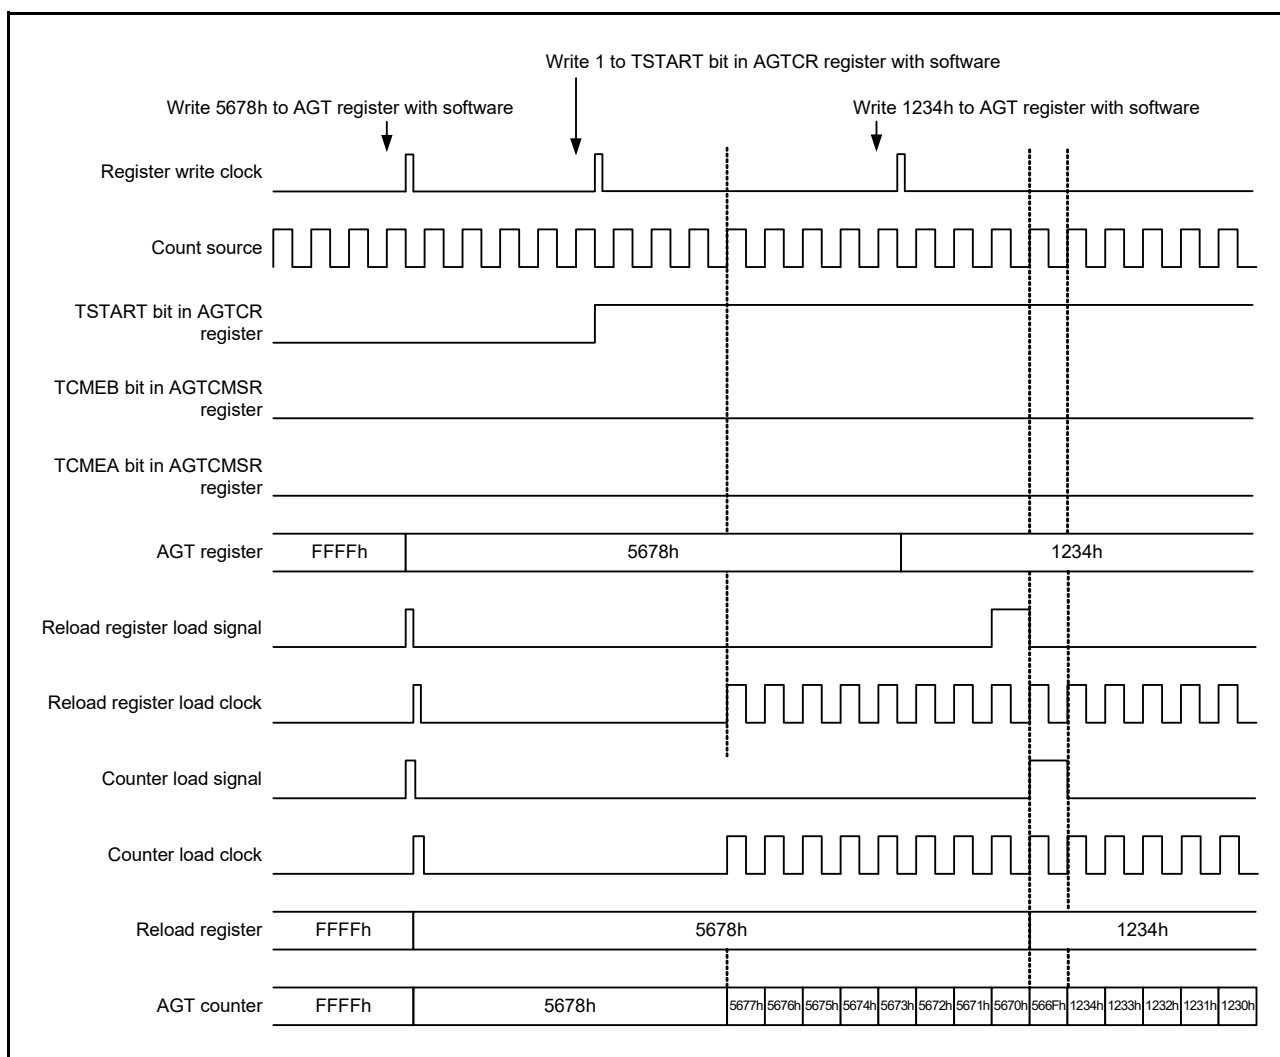 Write 1 to TSTART bit in AGTCR register with software
Write 5678h to AGT register with software
Write 1234h to AGT register with software
Register write clock
Count source
TSTART bit in AGTCR
register
TCMEB bit in AGTCMSR
register
TCMEA bit in AGTCMSR
register
AGT register FFFFh 5678h 1234h
Reload register load signal
Reload register load clock
Counter load signal
Counter load clock
Reload register FFFFh 5678h 1234h
AGT counter FFFFh 5678h 5677h 5676h 5675h 5674h 5673h 5672h 5671h 5670h 566Fh 1234h 1233h 1232h 1231h 1230h